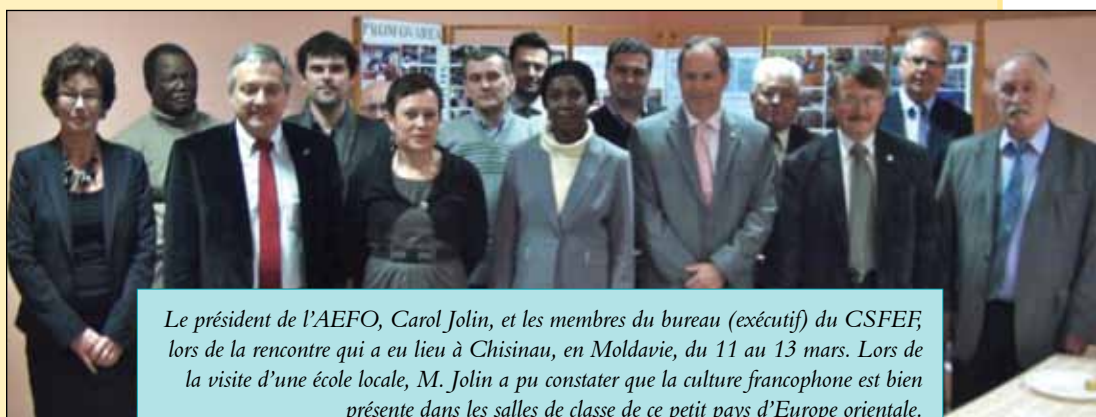 PROMOVAREA
Le président de l'AEFO, Carol Jolin, et les membres du bureau (exécutif) du CSFEF,
lors de la rencontre qui a eu lieu à Chisinau, en Moldavie, du 11 au 13 mars. Lors de
la visite d'une école locale, M. Jolin a pu constater que la culture francophone est bien
présente dans les salles de classe de ce petit pays d'Europe orientale.